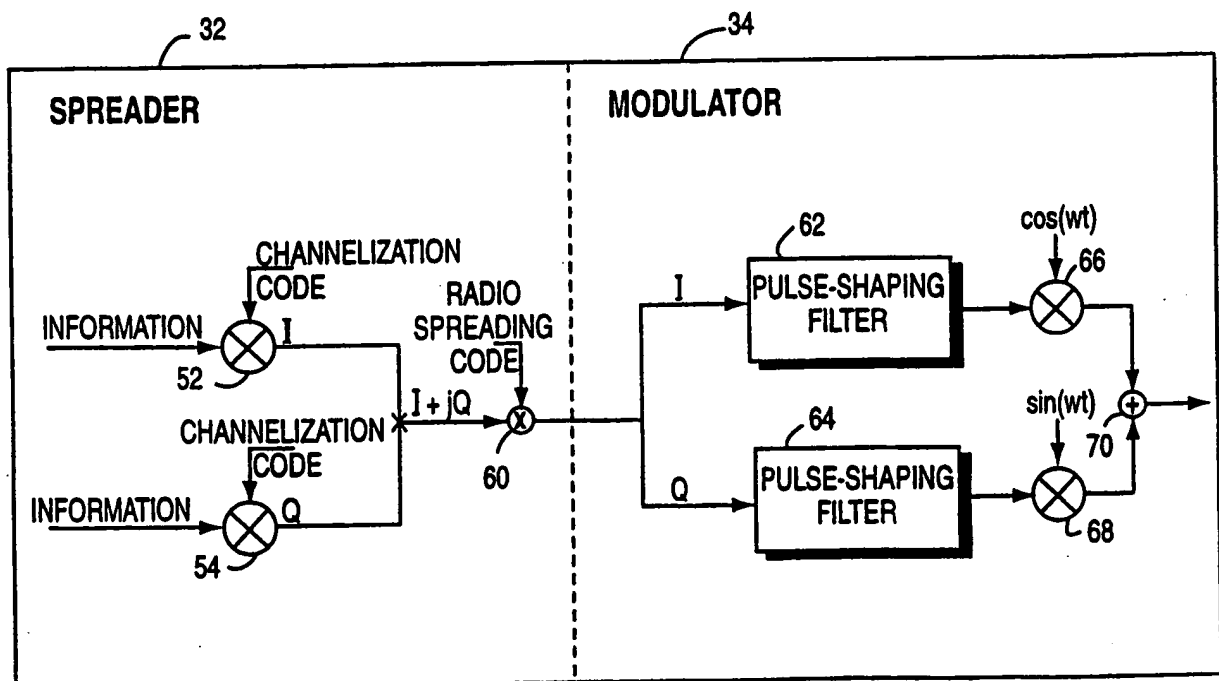 32
34
SPREADER
MODULATOR
CHANNELIZATION
CODE
INFORMATION
I
52
RADIO
SPREADING
CODE
I + jQ
60
CHANNELIZATION
CODE
INFORMATION
Q
54
I
62
PULSE-SHAPING
FILTER
cos(wt)
66
Q
64
PULSE-SHAPING
FILTER
sin(wt)
68
+
70